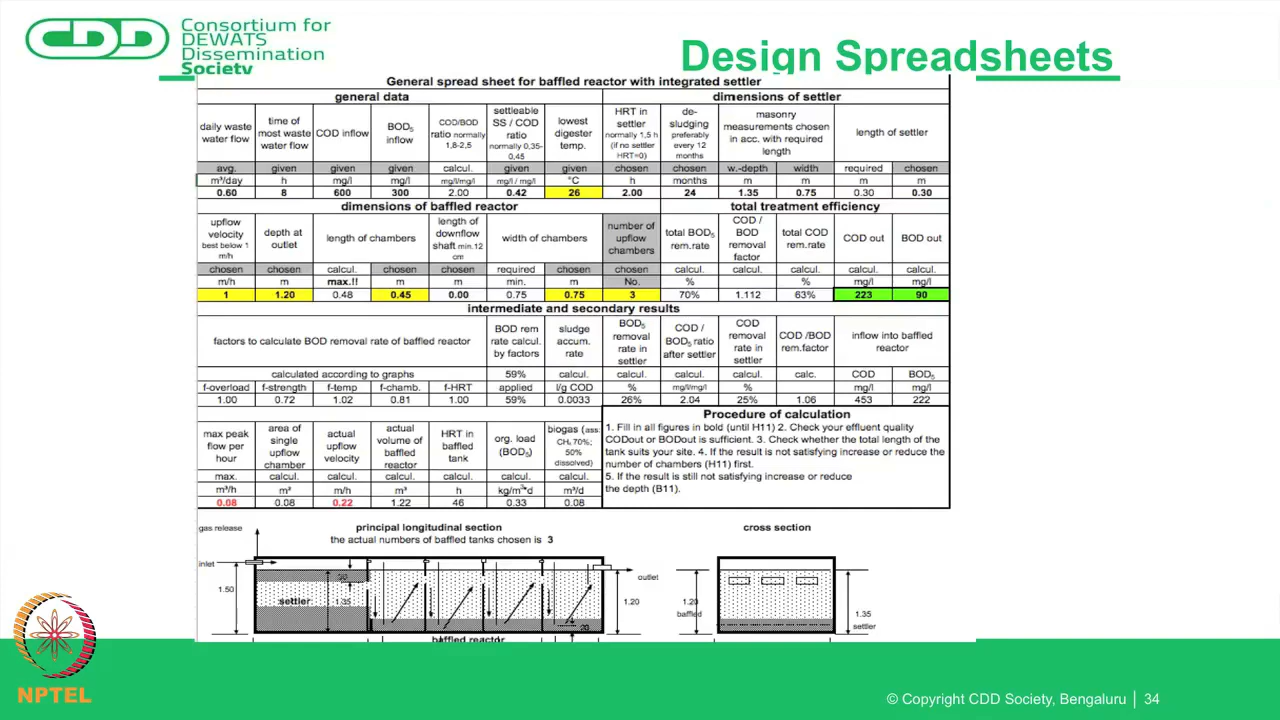 Consortium for
DEWATS
Dissemination
Society
CDD
Design Spreadsheets
General spread sheet for baffled reactor with integrated settler
general data dimensions of settler
daily waste water flow time of most waste water flow COD inflow BOD5 inflow COD/BOD ratio normally 1,8-2,5 settleable SS / COD ratio normally 0,35-0,45 lowest digester temp. HRT in settler normally 1,5 h (if no settler HRT=0) de-sludging preferably every 12 months masonry measurements chosen in acc. with required length length of settler
avg. given given given calcul. given given chosen chosen w.-depth width required chosen
m³/day h mg/l mg/l mg/l/mg/l mg/l / mg/l °C h months m m m m
0.60 8 600 300 2.00 0.42 26 2.00 24 1.35 0.75 0.30 0.30
dimensions of baffled reactor total treatment efficiency
upflow velocity best below 1 m/h depth at outlet length of chambers length of downflow shaft min.12 cm width of chambers number of upflow chambers total BOD5 rem.rate COD / BOD removal factor total COD rem.rate COD out BOD out
chosen chosen calcul. chosen chosen required chosen chosen calcul. calcul. calcul. calcul. calcul.
m/h m max.!! m m min. m No. % % mg/l mg/l
1 1.20 0.48 0.45 0.00 0.75 0.75 3 70% 1.112 63% 223 90
intermediate and secondary results
factors to calculate BOD removal rate of baffled reactor BOD rem rate calcul. by factors sludge accum. rate BOD5 removal rate in settler COD / BOD5 ratio after settler COD removal rate in settler COD /BOD rem.factor inflow into baffled reactor
calculated according to graphs 59% calcul. calcul. calcul. calcul. calc. COD BOD5
f-overload f-strength f-temp f-chamb. f-HRT applied l/g COD % mg/l/mg/l % mg/l mg/l
1.00 0.72 1.02 0.81 1.00 59% 0.0033 26% 2.04 25% 1.06 453 222
max peak flow per hour area of single upflow chamber actual upflow velocity actual volume of baffled reactor HRT in baffled tank org. load (BOD5) biogas (ass: CH4 70%; 50% dissolved)
max. calcul. calcul. calcul. calcul. calcul. calcul.
m³/h m² m/h m³ h kg/m³*d m³/d
0.08 0.08 0.22 1.22 46 0.33 0.08
Procedure of calculation
1. Fill in all figures in bold (until H11) 2. Check your effluent quality
CODout or BODout is sufficient. 3. Check whether the total length of the
tank suits your site. 4. If the result is not satisfying increase or reduce the
number of chambers (H11) first.
5. If the result is still not satisfying increase or reduce
the depth (B11).
gas release
principal longitudinal section
cross section
the actual numbers of baffled tanks chosen is 3
inlet
outlet
1.50
settler
1.35
1.20
1.20
baffled
1.35
settler
20
baffled reactor
NPTEL
© Copyright CDD Society, Bengaluru | 34